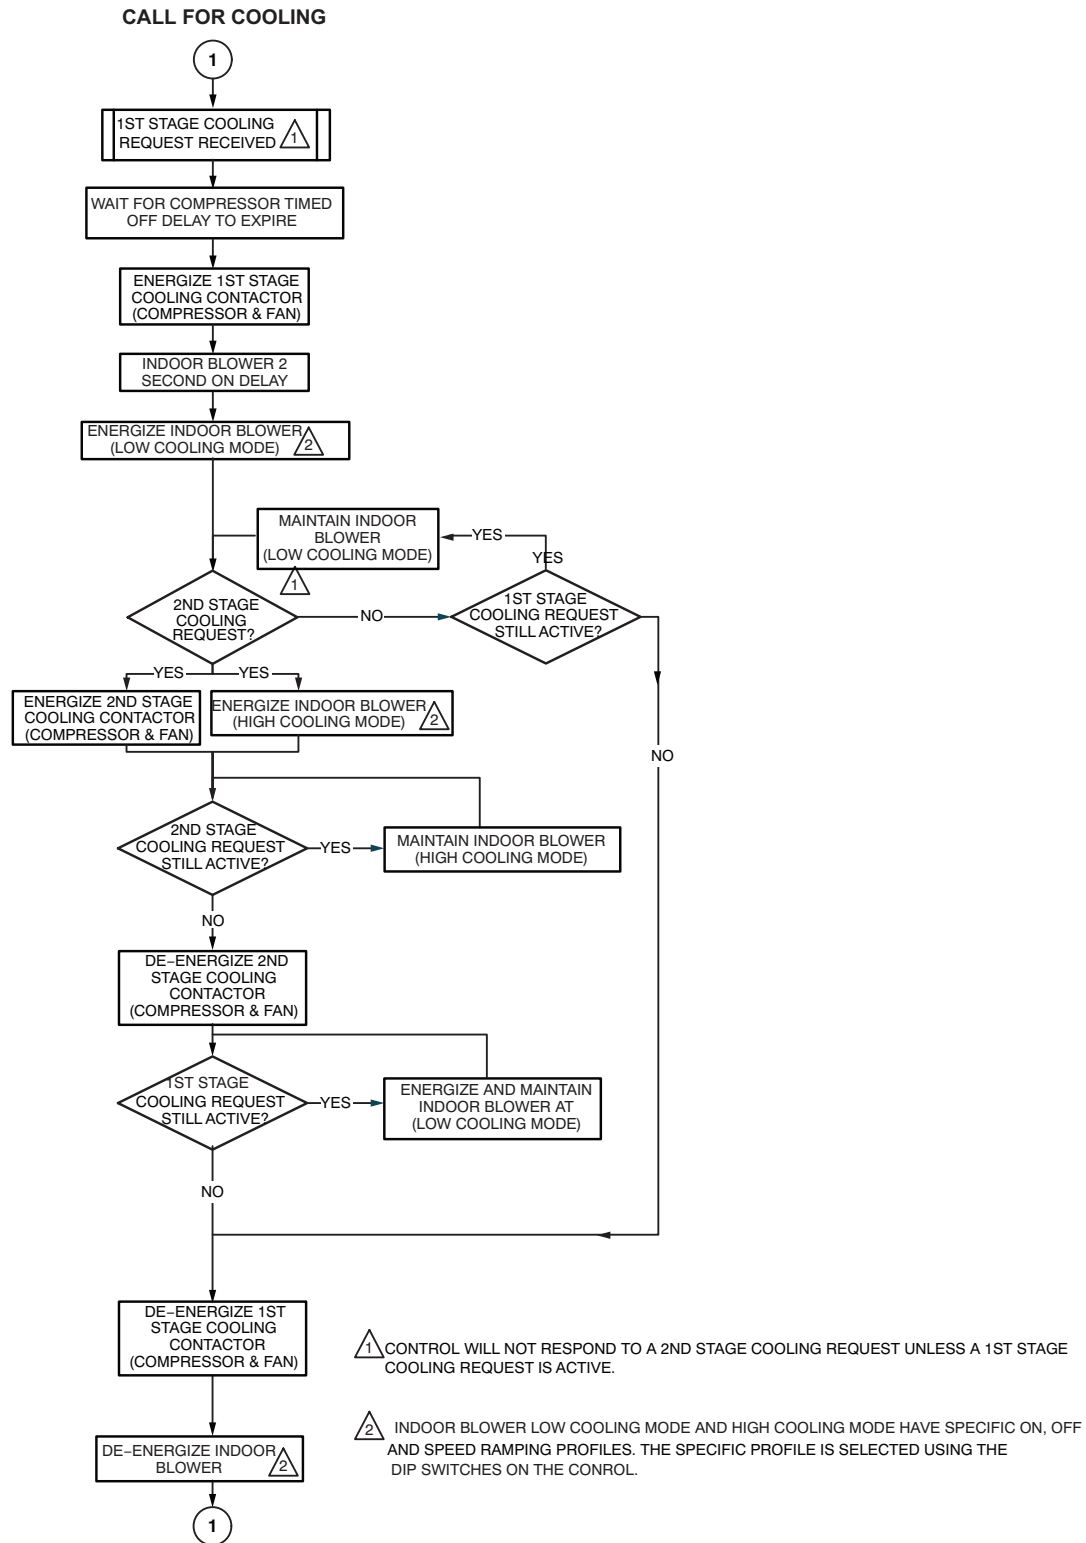 CALL FOR COOLING
1
1ST STAGE COOLING
REQUEST RECEIVED 1
WAIT FOR COMPRESSOR TIMED
OFF DELAY TO EXPIRE
ENERGIZE 1ST STAGE
COOLING CONTACTOR
(COMPRESSOR & FAN)
INDOOR BLOWER 2
SECOND ON DELAY
ENERGIZE INDOOR BLOWER
(LOW COOLING MODE) 2
MAINTAIN INDOOR
BLOWER
(LOW COOLING MODE)
1
YES
YES
2ND STAGE
COOLING
REQUEST?
NO
1ST STAGE
COOLING REQUEST
STILL ACTIVE?
YES
YES
ENERGIZE 2ND STAGE
COOLING CONTACTOR
(COMPRESSOR & FAN)
ENERGIZE INDOOR BLOWER
(HIGH COOLING MODE) 2
NO
2ND STAGE
COOLING REQUEST
STILL ACTIVE?
YES
MAINTAIN INDOOR BLOWER
(HIGH COOLING MODE)
NO
DE-ENERGIZE 2ND
STAGE COOLING
CONTACTOR
(COMPRESSOR & FAN)
1ST STAGE
COOLING REQUEST
STILL ACTIVE?
YES
ENERGIZE AND MAINTAIN
INDOOR BLOWER AT
(LOW COOLING MODE)
NO
DE-ENERGIZE 1ST
STAGE COOLING
CONTACTOR
(COMPRESSOR & FAN)
1 CONTROL WILL NOT RESPOND TO A 2ND STAGE COOLING REQUEST UNLESS A 1ST STAGE
COOLING REQUEST IS ACTIVE.
2 INDOOR BLOWER LOW COOLING MODE AND HIGH COOLING MODE HAVE SPECIFIC ON, OFF
AND SPEED RAMPING PROFILES. THE SPECIFIC PROFILE IS SELECTED USING THE
DIP SWITCHES ON THE CONROL.
DE-ENERGIZE INDOOR
BLOWER 2
1